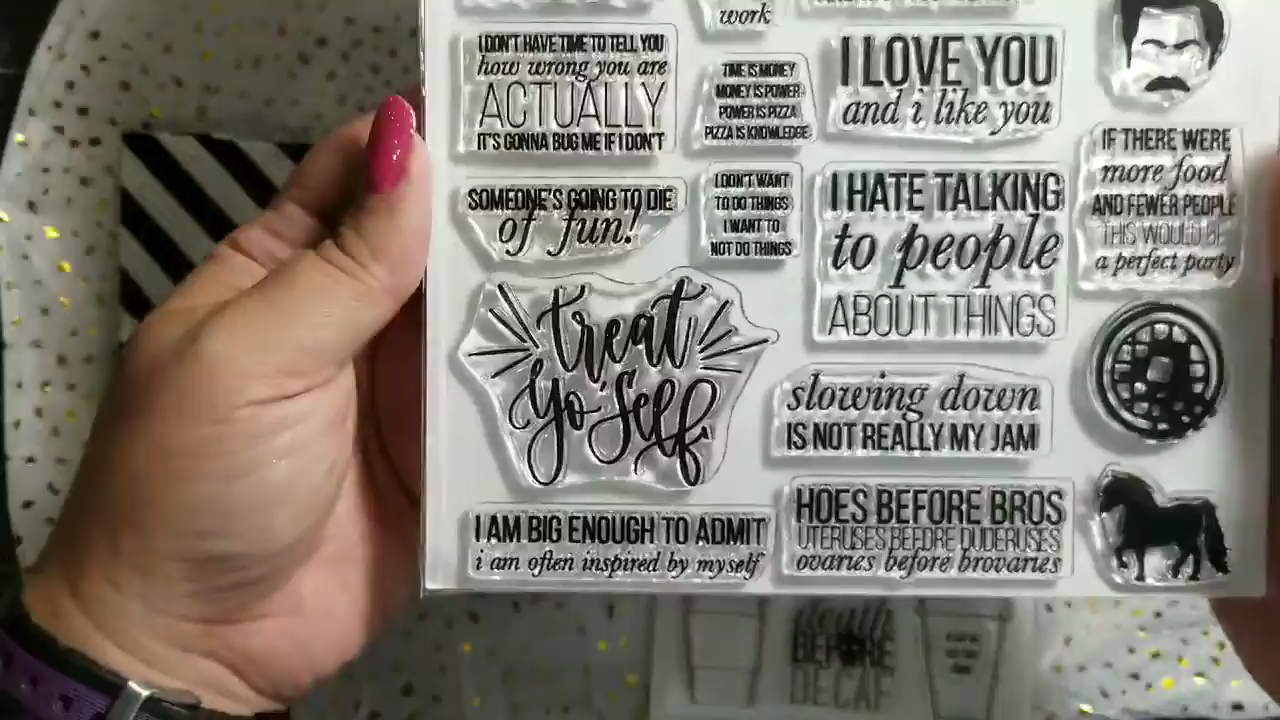 work
I DON'T HAVE TIME TO TELL YOU
how wrong you are
ACTUALLY
IT'S GONNA BUG ME IF I DON'T
TIME IS MONEY
MONEY IS POWER
POWER IS PIZZA
PIZZA IS KNOWLEDGE
I LOVE YOU
and i like you
IF THERE WERE
more food
AND FEWER PEOPLE
THIS WOULD BE
a perfect party
SOMEONE'S GOING TO DIE
of fun!
I DON'T WANT
TO DO THINGS
I WANT TO
NOT DO THINGS
I HATE TALKING
to people
ABOUT THINGS
treat
yo' self
slowing down
IS NOT REALLY MY JAM
I AM BIG ENOUGH TO ADMIT
i am often inspired by myself
HOES BEFORE BROS
UTERUSES BEFORE DUDERUSES
ovaries before brovaries
death
BEFORE
DECAF